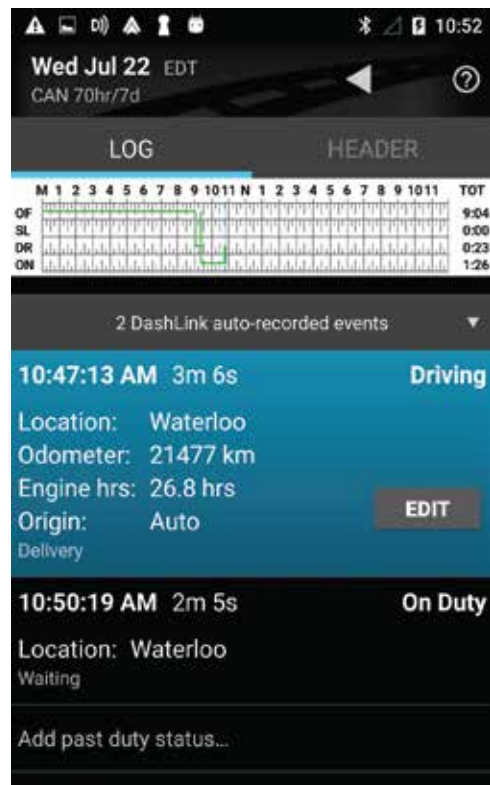 10:52
Wed Jul 22 EDT
CAN 70hr/7d
LOG HEADER
M 1 2 3 4 5 6 7 8 9 10 11 N 1 2 3 4 5 6 7 8 9 10 11 TOT
OF 9:04
SL 0:00
DR 0:23
ON 1:26
2 DashLink auto-recorded events
10:47:13 AM 3m 6s Driving
Location: Waterloo
Odometer: 21477 km
Engine hrs: 26.8 hrs
Origin: Auto
EDIT
Delivery
10:50:19 AM 2m 5s On Duty
Location: Waterloo
Waiting
Add past duty status...